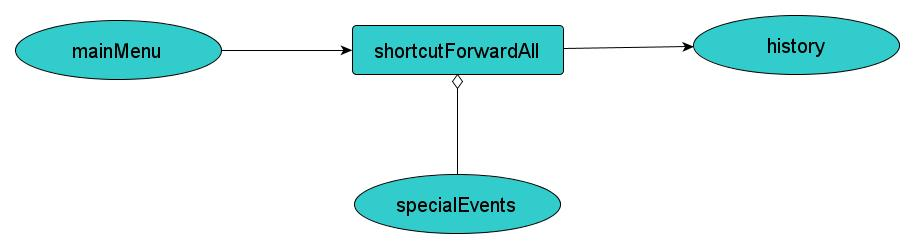 mainMenu
shortcutForwardAll
history
specialEvents